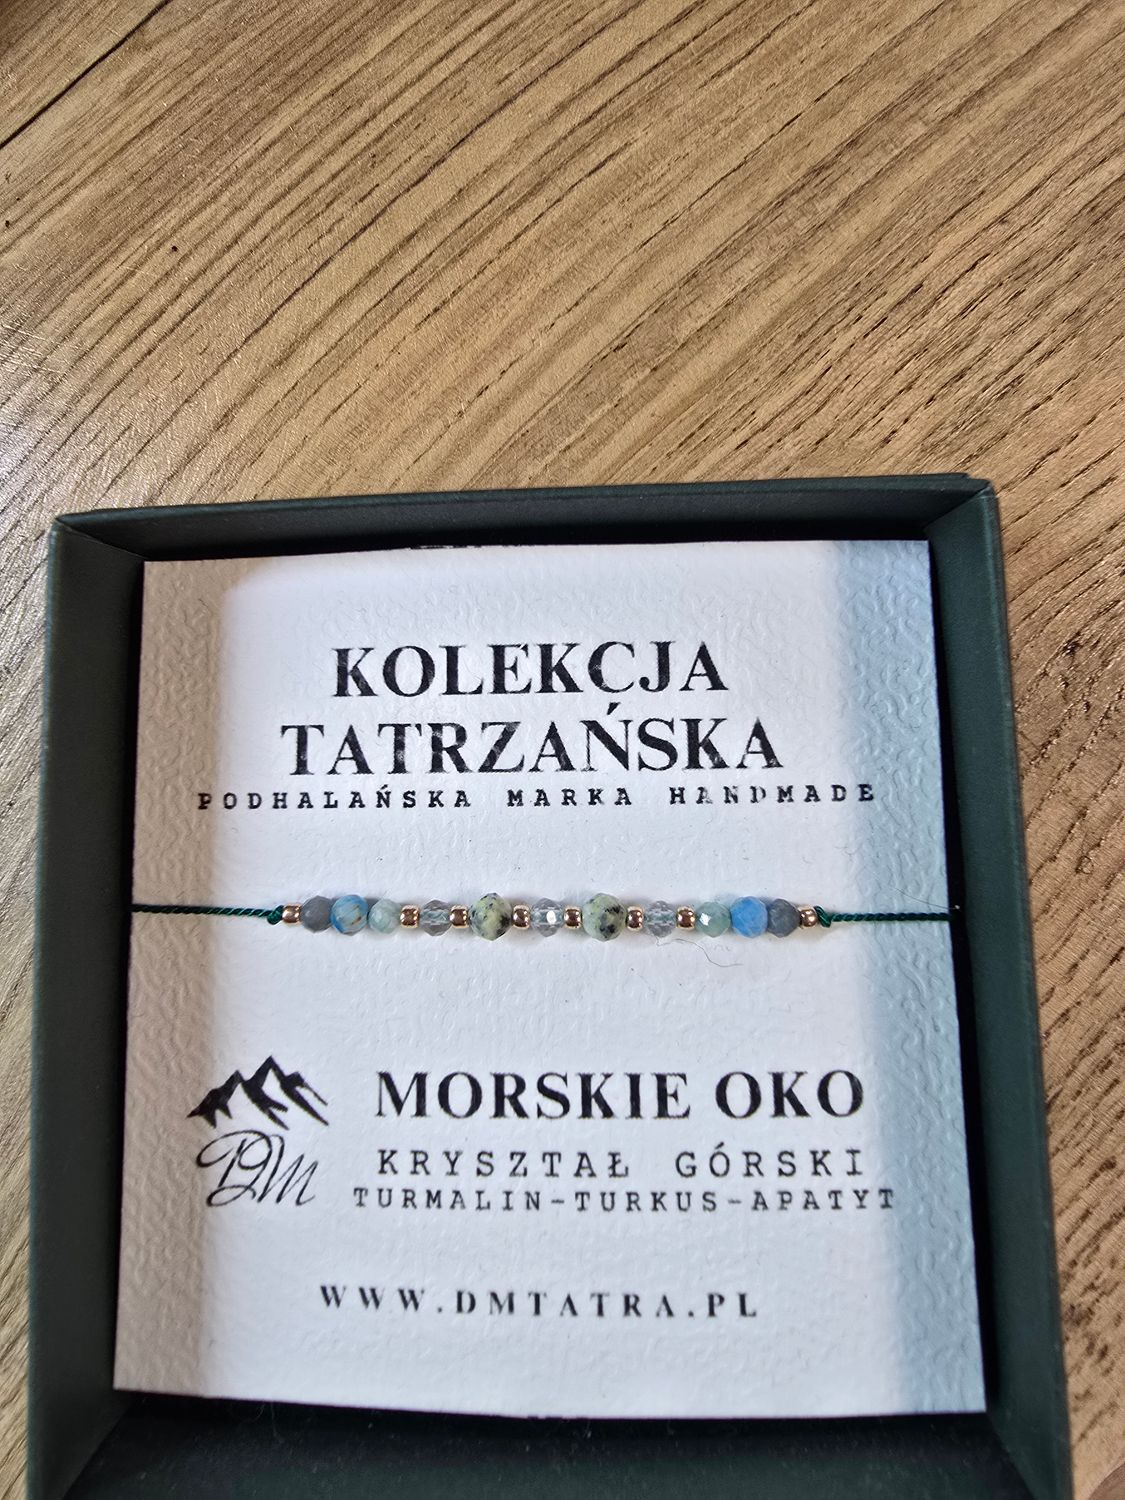 KOLEKCJA
TATRZAŃSKA
PODHALAŃSKA MARKA HANDMADE
MORSKIE OKO
DM
KRYSZTAŁ GÓRSKI
TURMALIN-TURKUS-APATYT
WWW.DMTATRA.PL